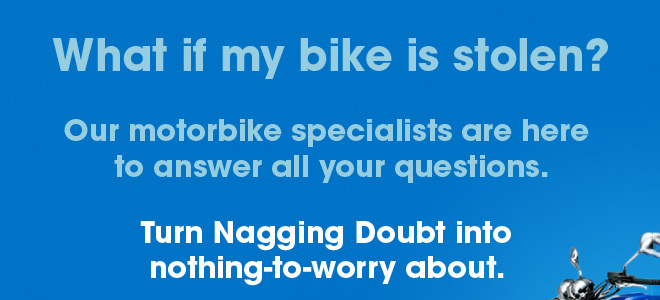 What if my bike is stolen?
Our motorbike specialists are here
to answer all your questions.
Turn Nagging Doubt into
nothing-to-worry about.